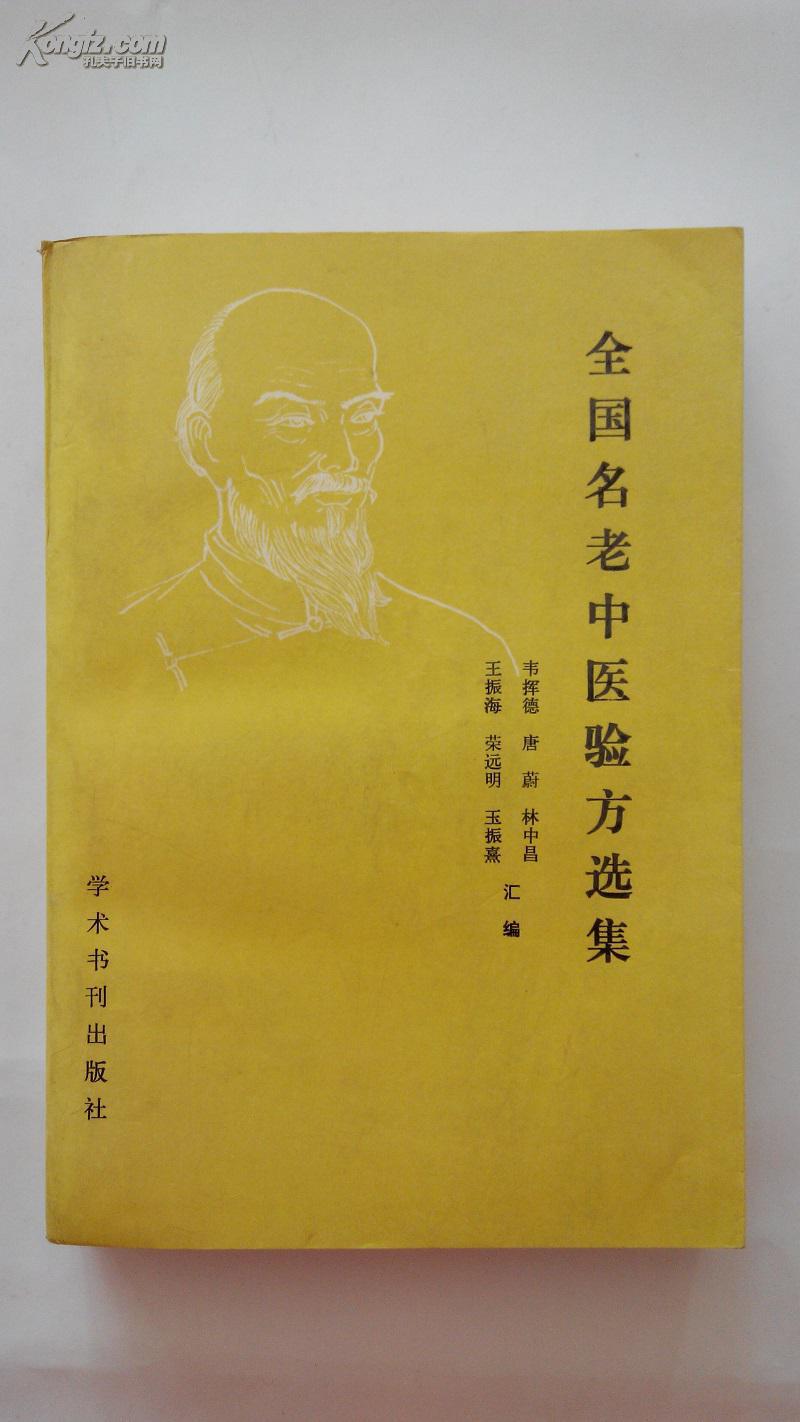 Kongfz.com
孔夫子旧书网
全国名老中医验方选集
韦挥德 唐蔚 林中昌
王振海 荣远明 玉振熹
汇编
学术书刊出版社